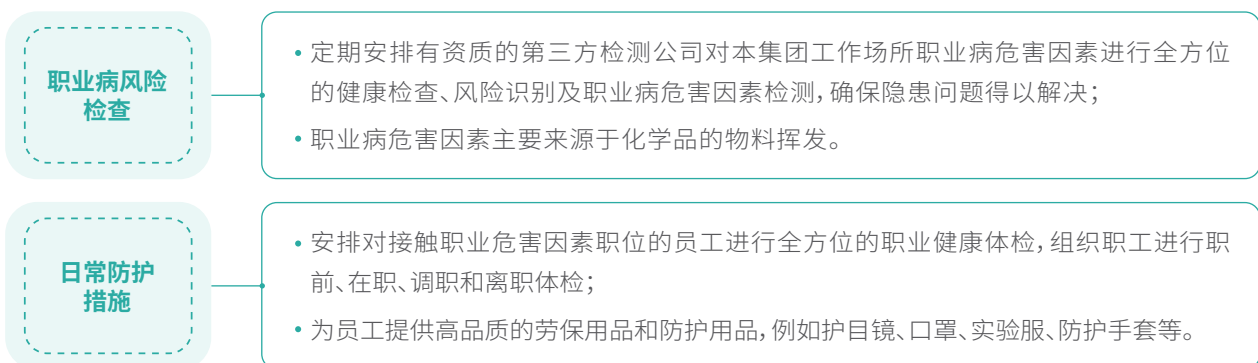 职业病风险
检查
• 定期安排有资质的第三方检测公司对本集团工作场所职业病危害因素进行全方位
的健康检查、风险识别及职业病危害因素检测，确保隐患问题得以解决；
• 职业病危害因素主要来源于化学品的物料挥发。
日常防护
措施
• 安排对接触职业危害因素职位的员工进行全方位的职业健康体检，组织职工进行职
前、在职、调职和离职体检；
• 为员工提供高品质的劳保用品和防护用品，例如护目镜、口罩、实验服、防护手套等。